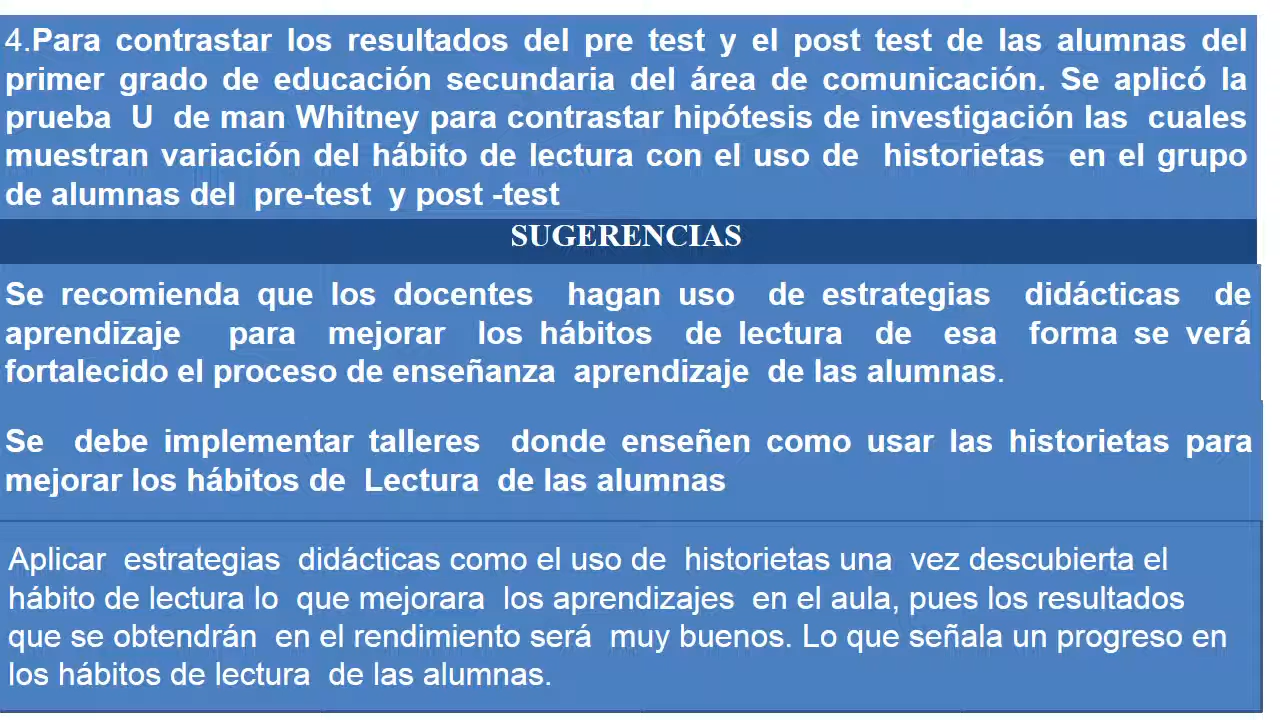 4.Para contrastar los resultados del pre test y el post test de las alumnas del
primer grado de educación secundaria del área de comunicación. Se aplicó la
prueba U de man Whitney para contrastar hipótesis de investigación las cuales
muestran variación del hábito de lectura con el uso de historietas en el grupo
de alumnas del pre-test y post -test
SUGERENCIAS
Se recomienda que los docentes hagan uso de estrategias didácticas de
aprendizaje para mejorar los hábitos de lectura de esa forma se verá
fortalecido el proceso de enseñanza aprendizaje de las alumnas.
Se debe implementar talleres donde enseñen como usar las historietas para
mejorar los hábitos de Lectura de las alumnas
Aplicar estrategias didácticas como el uso de historietas una vez descubierta el
hábito de lectura lo que mejorara los aprendizajes en el aula, pues los resultados
que se obtendrán en el rendimiento será muy buenos. Lo que señala un progreso en
los hábitos de lectura de las alumnas.